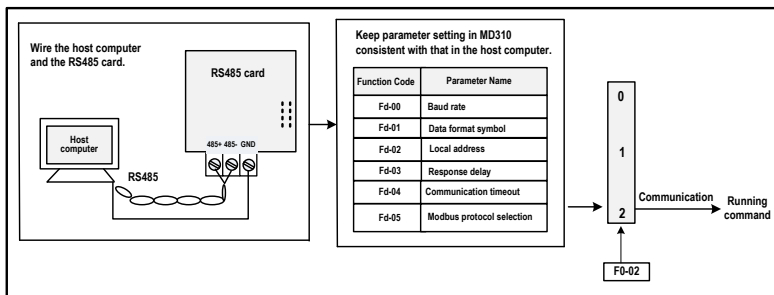 Wire the host computer
and the RS485 card.
RS485 card
485+ 485- GND
Host
computer
RS485
Keep parameter setting in MD310
consistent with that in the host computer.
Function Code Parameter Name
Fd-00 Baud rate
Fd-01 Data format symbol
Fd-02 Local address
Fd-03 Response delay
Fd-04 Communication timeout
Fd-05 Modbus protocol selection
0
1
2
Communication
Running
command
F0-02